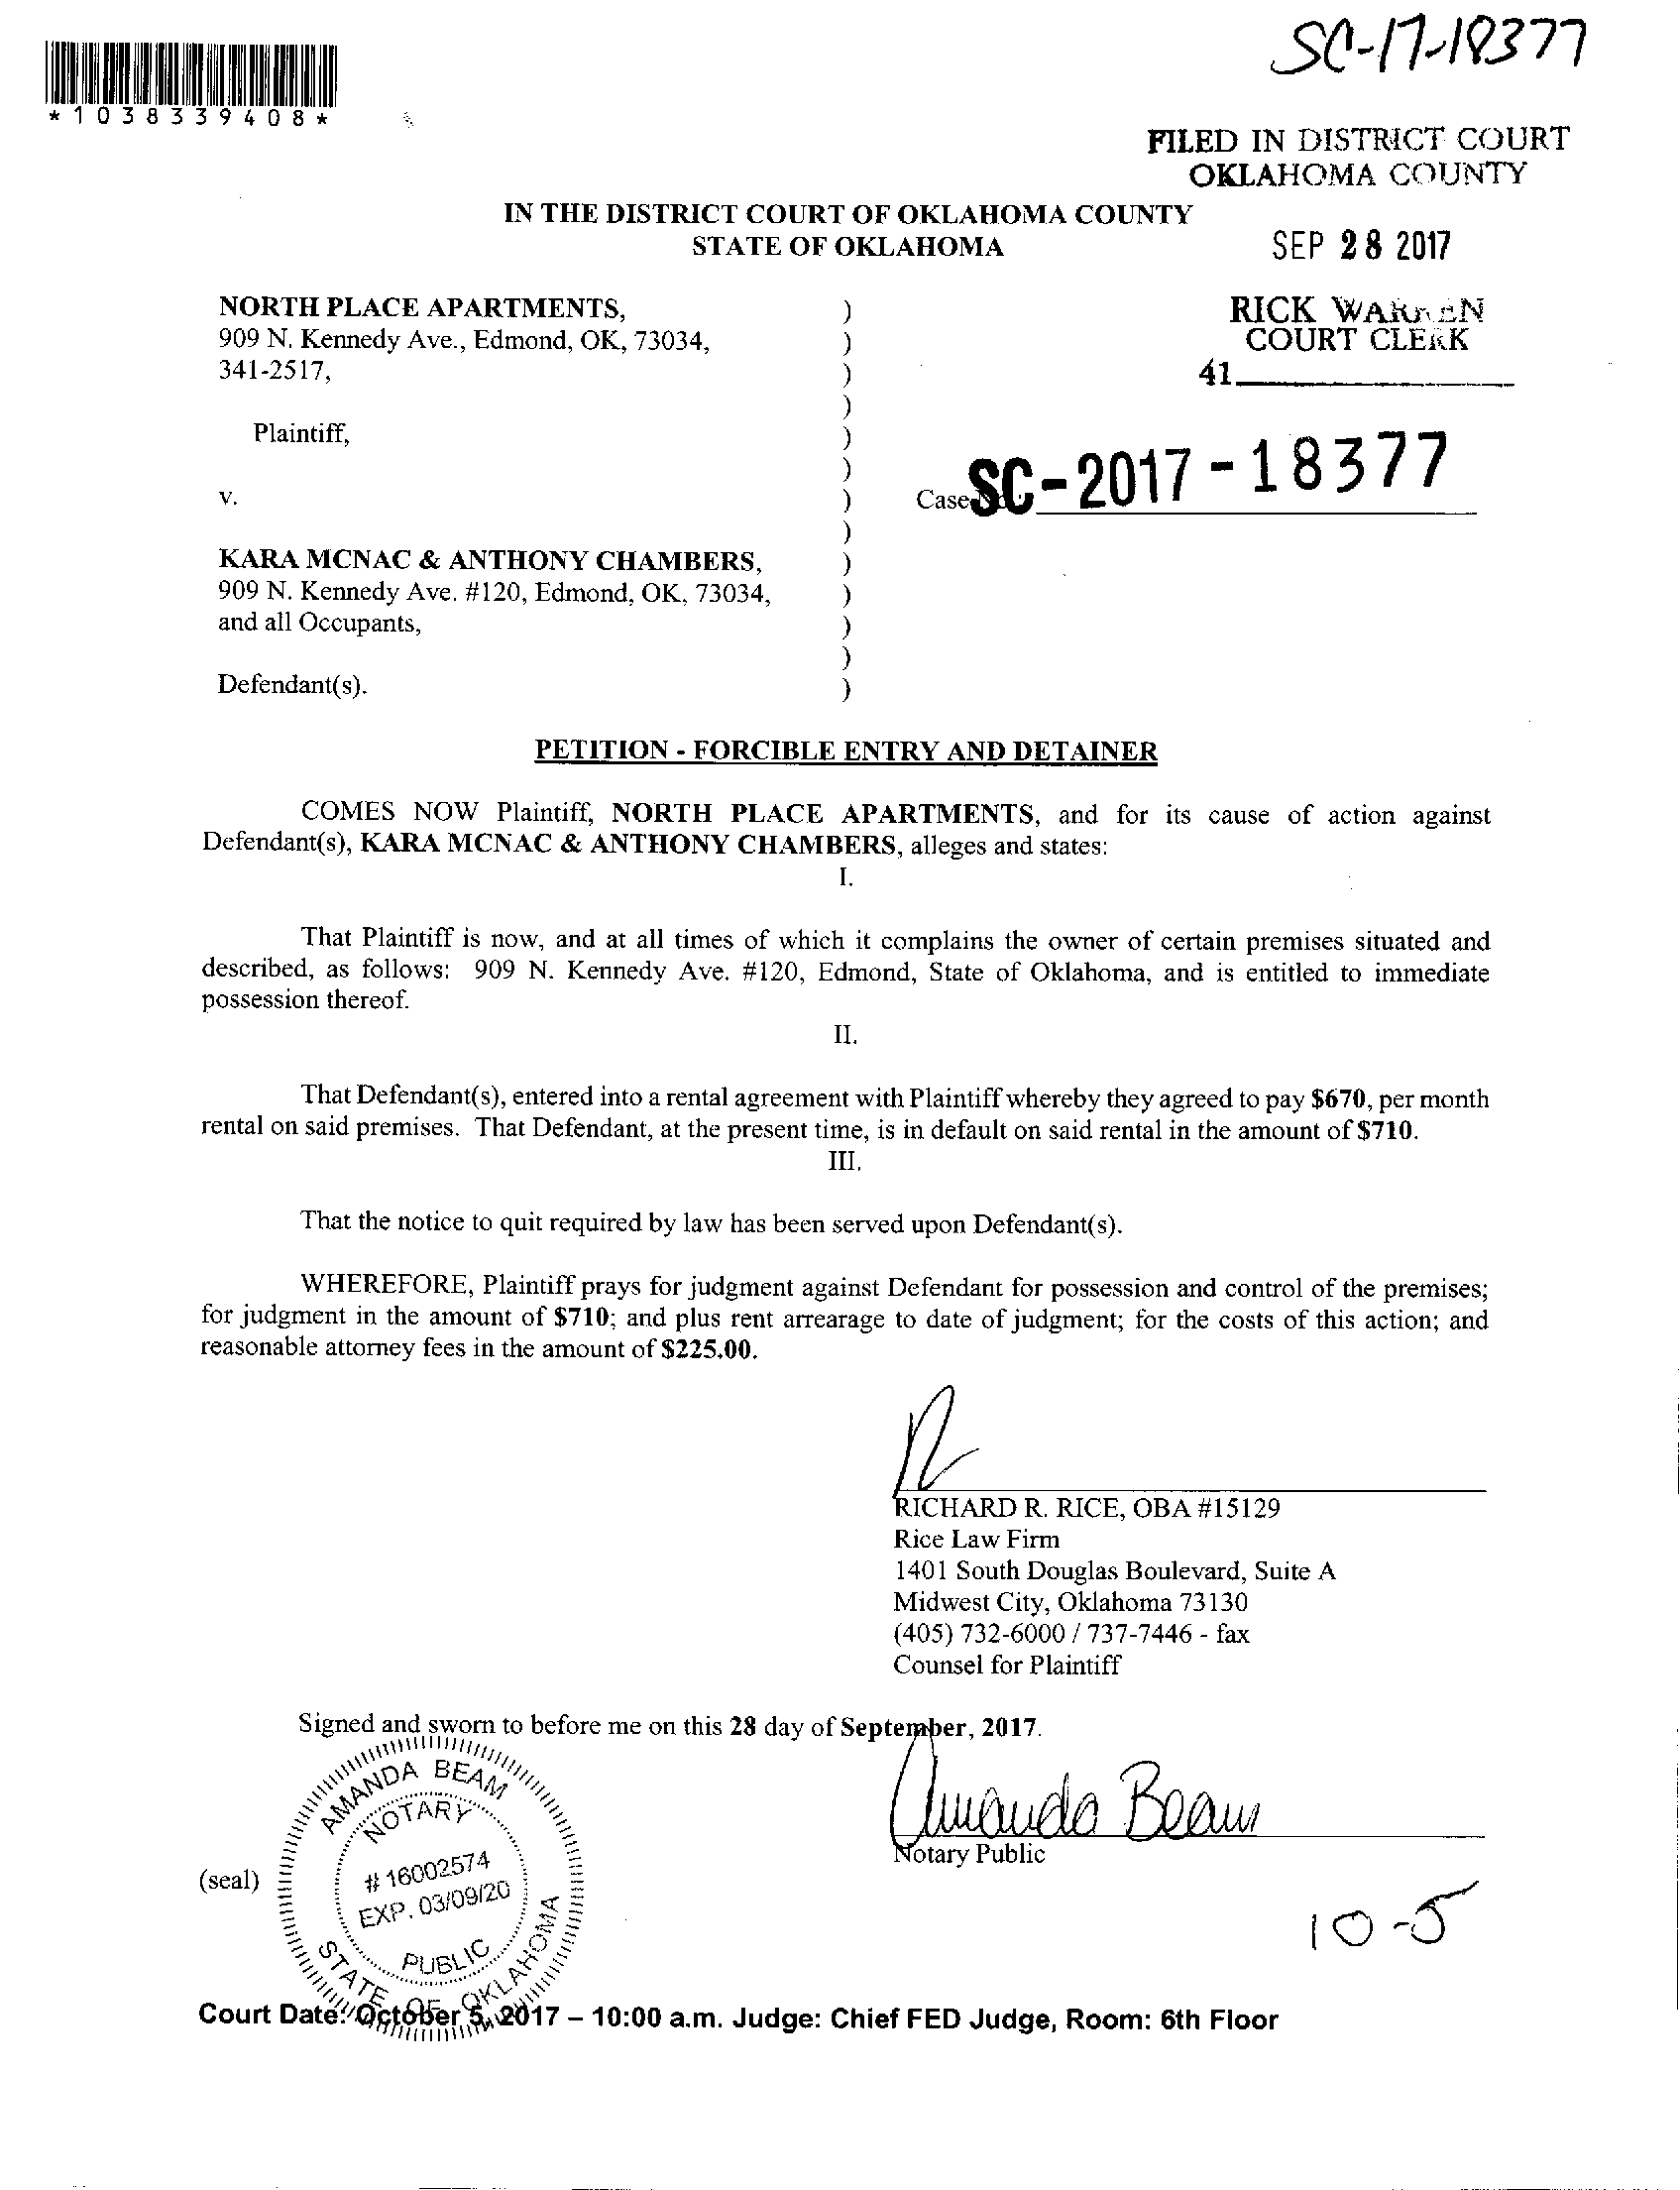 SC-17-18377
*1038339408*
FILED IN DISTRICT COURT
OKLAHOMA COUNTY
IN THE DISTRICT COURT OF OKLAHOMA COUNTY
STATE OF OKLAHOMA
SEP 28 2017
RICK WARREN
COURT CLERK
41
NORTH PLACE APARTMENTS, )
909 N. Kennedy Ave., Edmond, OK, 73034, )
341-2517, )
)
Plaintiff, )
)
v. ) Case No. SC-2017-18377
)
KARA MCNAC & ANTHONY CHAMBERS, )
909 N. Kennedy Ave. #120, Edmond, OK, 73034, )
and all Occupants, )
)
Defendant(s). )
PETITION - FORCIBLE ENTRY AND DETAINER
COMES NOW Plaintiff, NORTH PLACE APARTMENTS, and for its cause of action against
Defendant(s), KARA MCNAC & ANTHONY CHAMBERS, alleges and states:
I.
That Plaintiff is now, and at all times of which it complains the owner of certain premises situated and
described, as follows: 909 N. Kennedy Ave. #120, Edmond, State of Oklahoma, and is entitled to immediate
possession thereof.
II.
That Defendant(s), entered into a rental agreement with Plaintiff whereby they agreed to pay $670, per month
rental on said premises. That Defendant, at the present time, is in default on said rental in the amount of $710.
III.
That the notice to quit required by law has been served upon Defendant(s).
WHEREFORE, Plaintiff prays for judgment against Defendant for possession and control of the premises;
for judgment in the amount of $710; and plus rent arrearage to date of judgment; for the costs of this action; and
reasonable attorney fees in the amount of $225.00.
RICHARD R. RICE, OBA #15129
Rice Law Firm
1401 South Douglas Boulevard, Suite A
Midwest City, Oklahoma 73130
(405) 732-6000 / 737-7446 - fax
Counsel for Plaintiff
Signed and sworn to before me on this 28 day of September, 2017.
Amanda Beam
Notary Public
(seal)
AMANDA BEAM
NOTARY
# 16002574
EXP. 03/09/20
PUBLIC
STATE OF OKLAHOMA
10-5
Court Date: October 5, 2017 – 10:00 a.m. Judge: Chief FED Judge, Room: 6th Floor